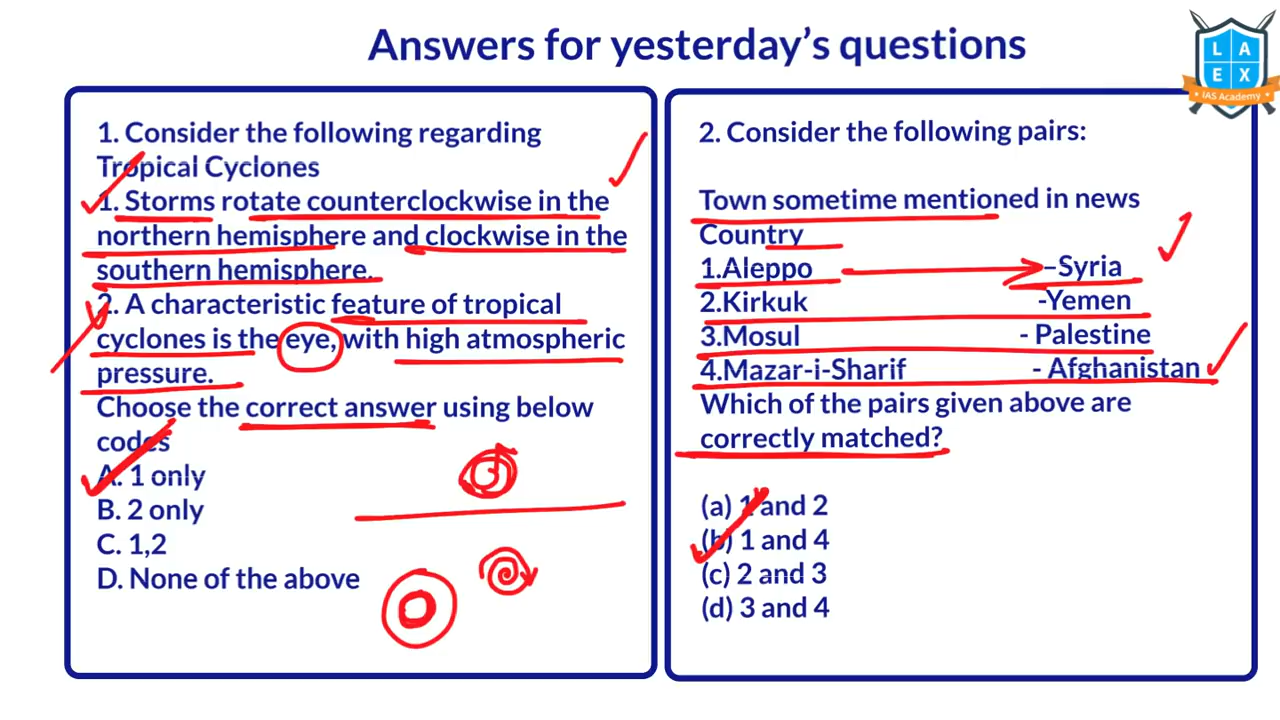 Answers for yesterday's questions
L A
E X
IAS Academy
1. Consider the following regarding
Tropical Cyclones
1. Storms rotate counterclockwise in the
northern hemisphere and clockwise in the
southern hemisphere.
2. A characteristic feature of tropical
cyclones is the eye, with high atmospheric
pressure.
Choose the correct answer using below
codes
A. 1 only
B. 2 only
C. 1,2
D. None of the above
2. Consider the following pairs:
Town sometime mentioned in news
Country
1.Aleppo –Syria
2.Kirkuk -Yemen
3.Mosul - Palestine
4.Mazar-i-Sharif - Afghanistan
Which of the pairs given above are
correctly matched?
(a) 1 and 2
(b) 1 and 4
(c) 2 and 3
(d) 3 and 4